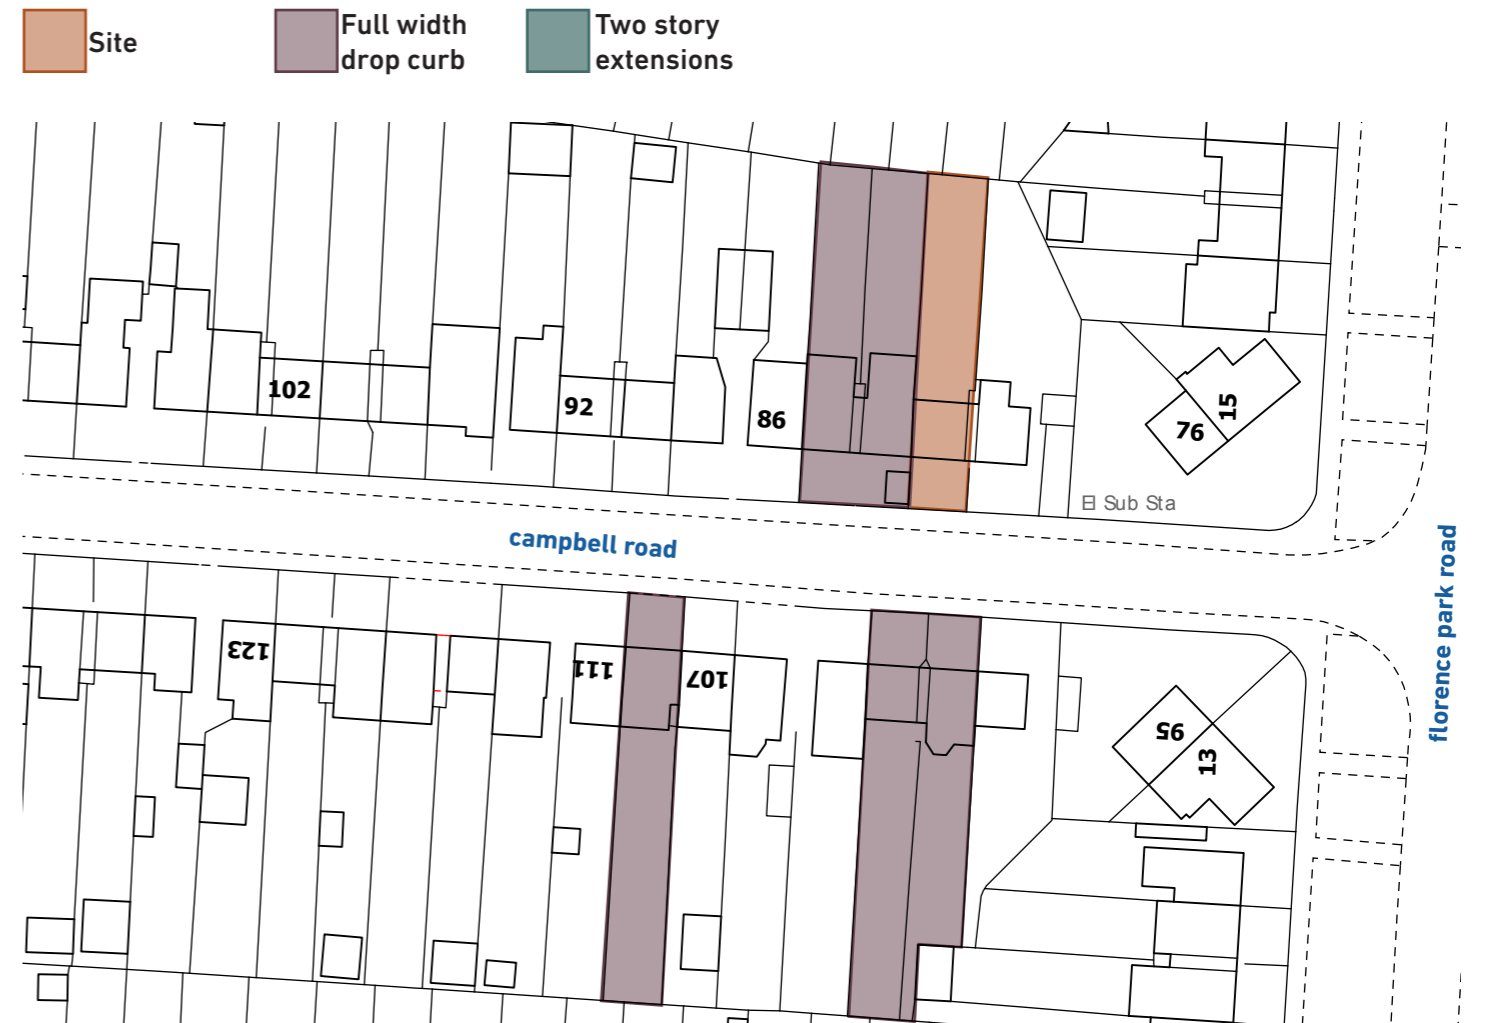 Site
Full width
drop curb
Two story
extensions
102
92
86
15
76
Sub Sta
campbell road
florence park road
123
111
107
95
13